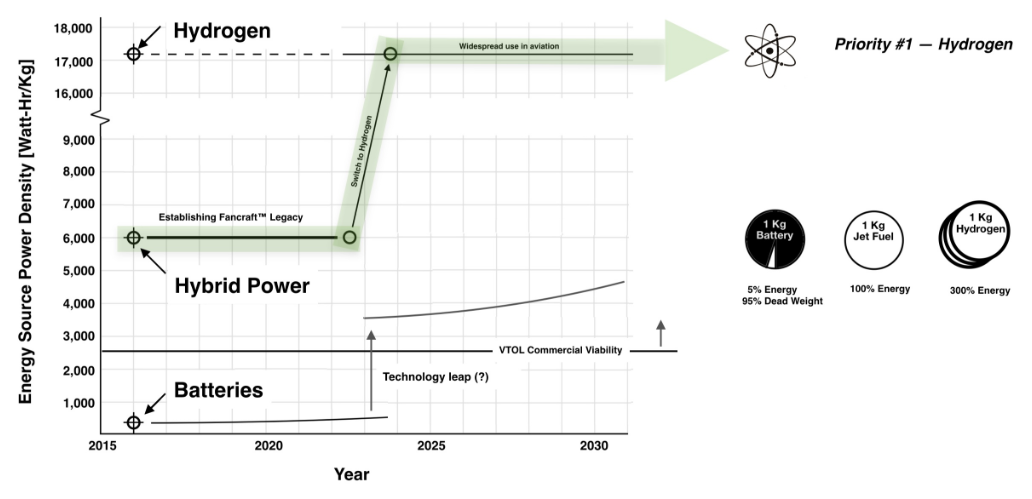 Energy Source Power Density [Watt-Hr/Kg]
18,000
17,000
16,000
9,000
8,000
7,000
6,000
5,000
4,000
3,000
2,000
1,000
Hydrogen
Widespread use in aviation
Switch to Hydrogen
Establishing Fancraft™ Legacy
Hybrid Power
VTOL Commercial Viability
Technology leap (?)
Batteries
2015
2020
2025
2030
Year
Priority #1 — Hydrogen
1 Kg
Battery
5% Energy
95% Dead Weight
1 Kg
Jet Fuel
100% Energy
1 Kg
Hydrogen
300% Energy